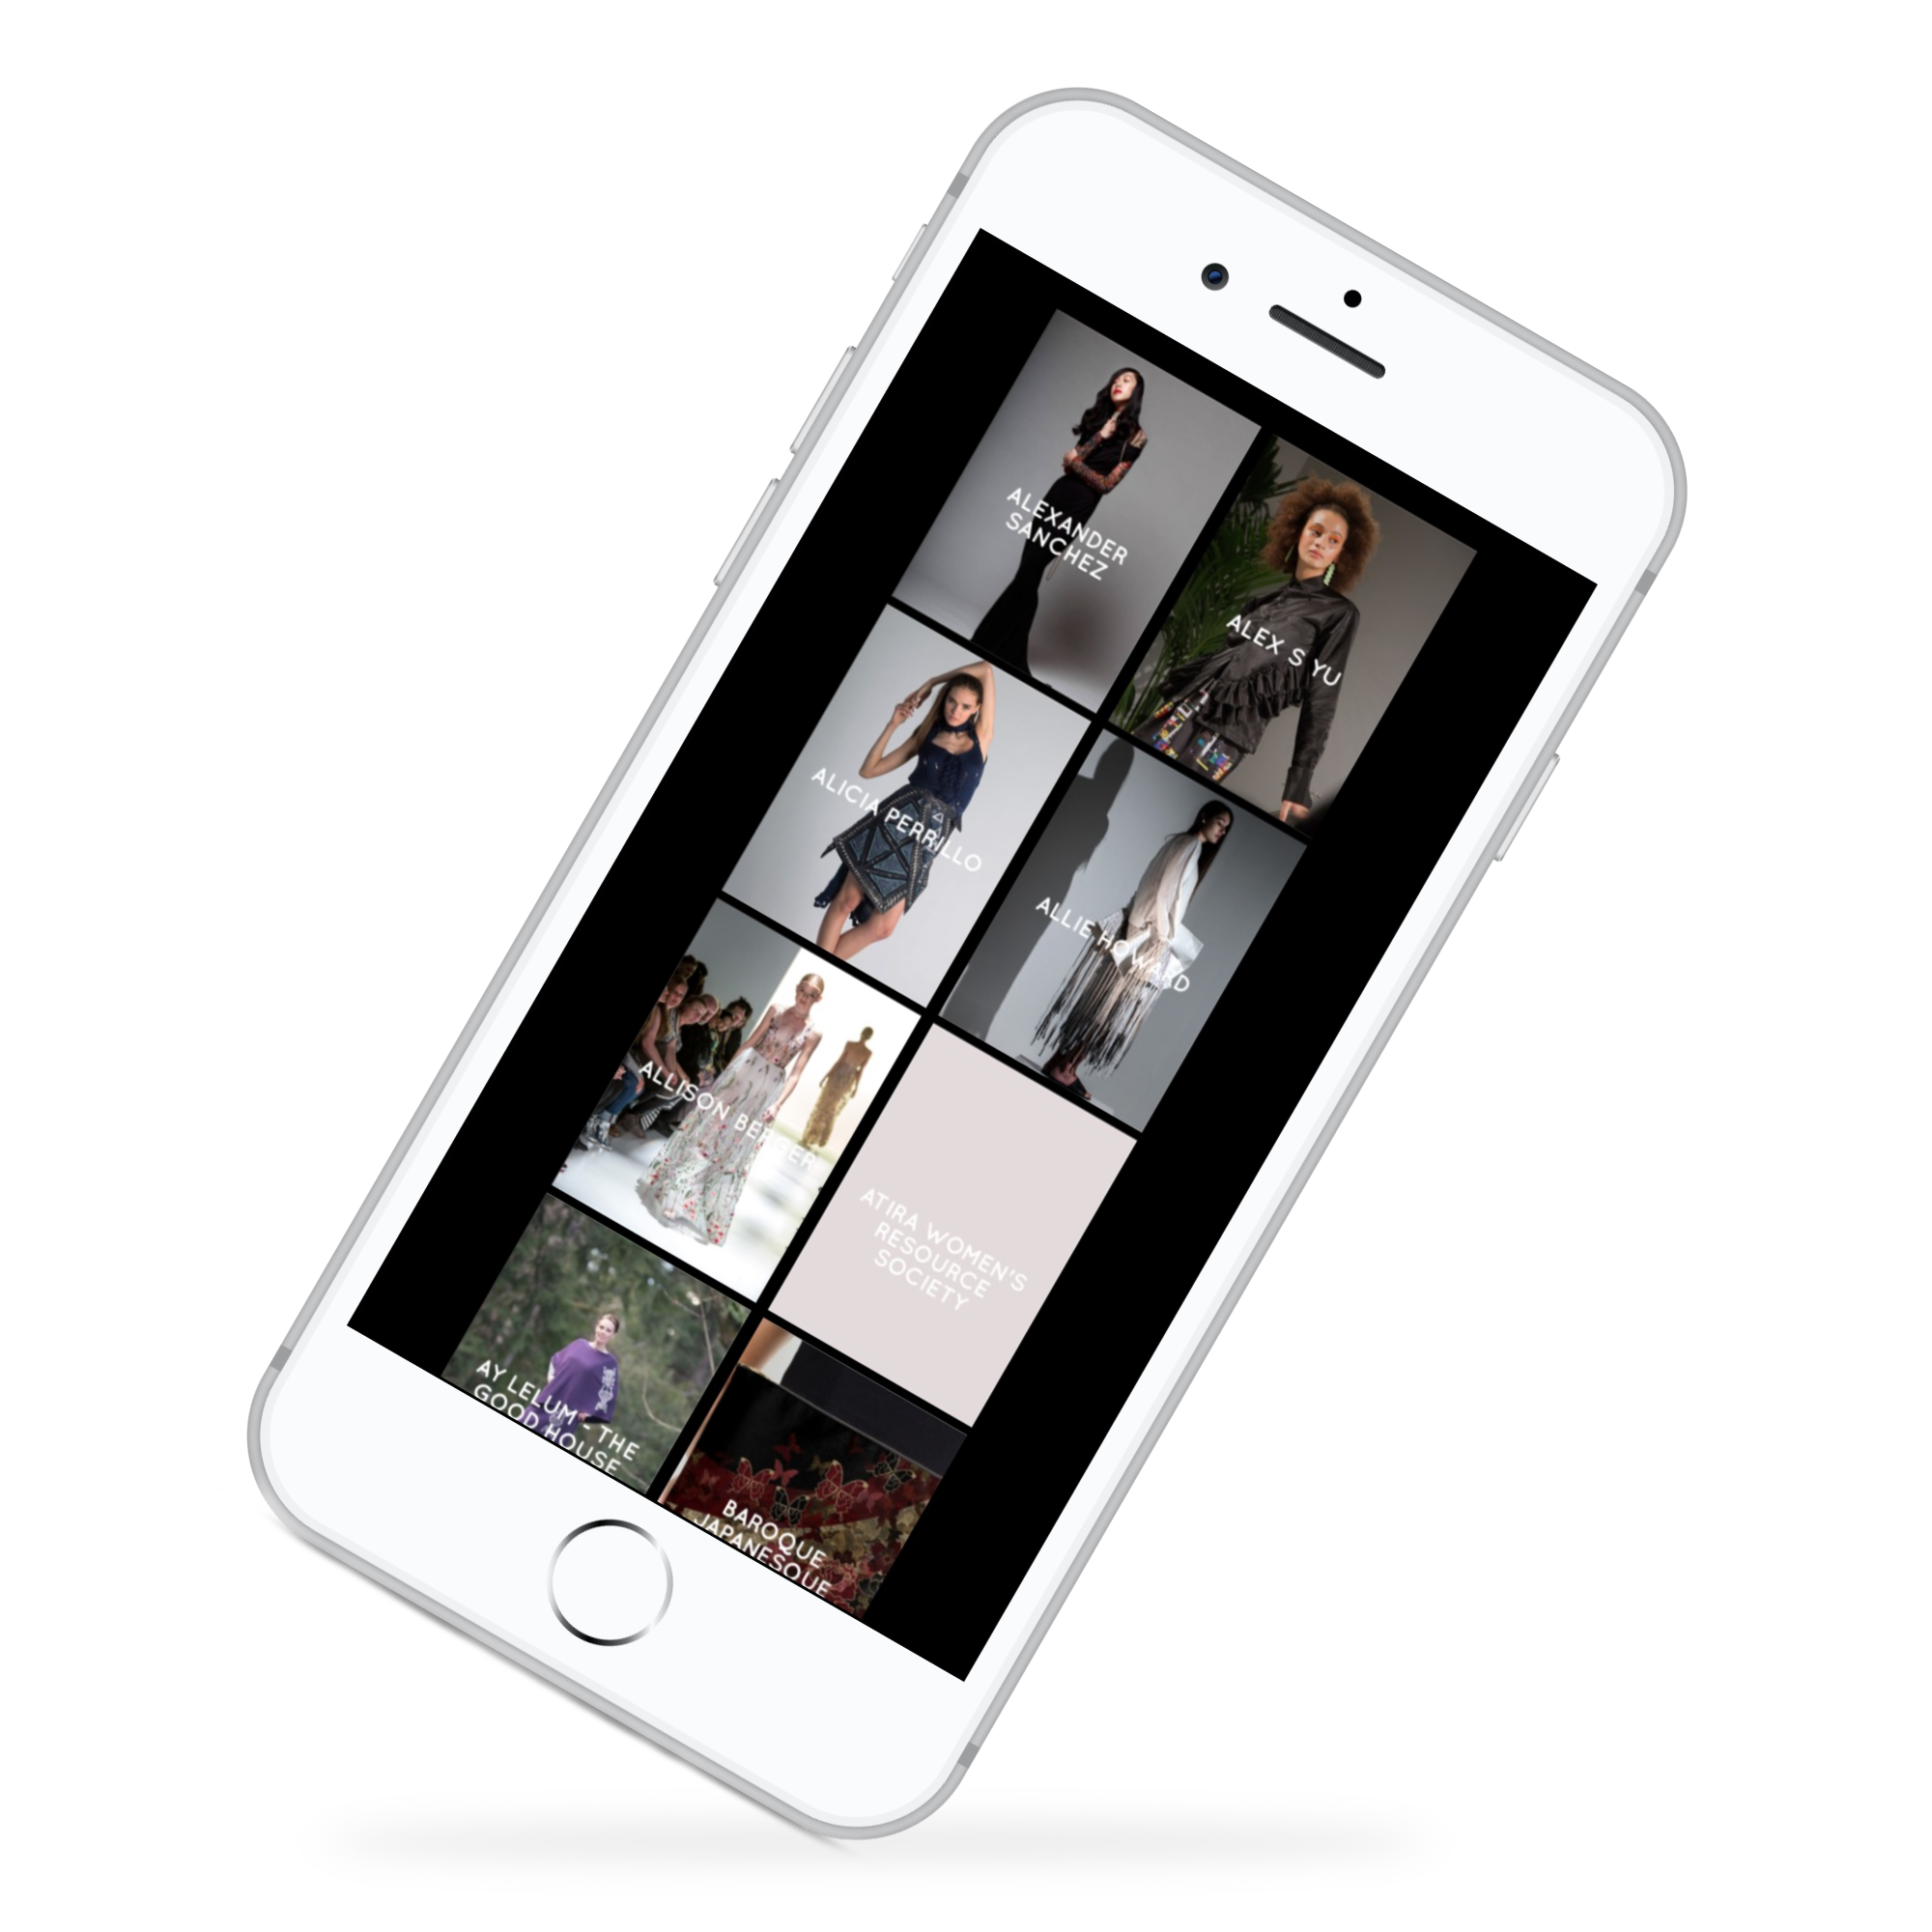 ALEXANDER
SANCHEZ
ALEX S YU
ALICIA PERRILLO
ALLIE HOWARD
ALLISON BERGER
ATIRA WOMEN'S
RESOURCE
SOCIETY
AY LELUM - THE
GOOD HOUSE
BAROQUE
JAPANESQUE